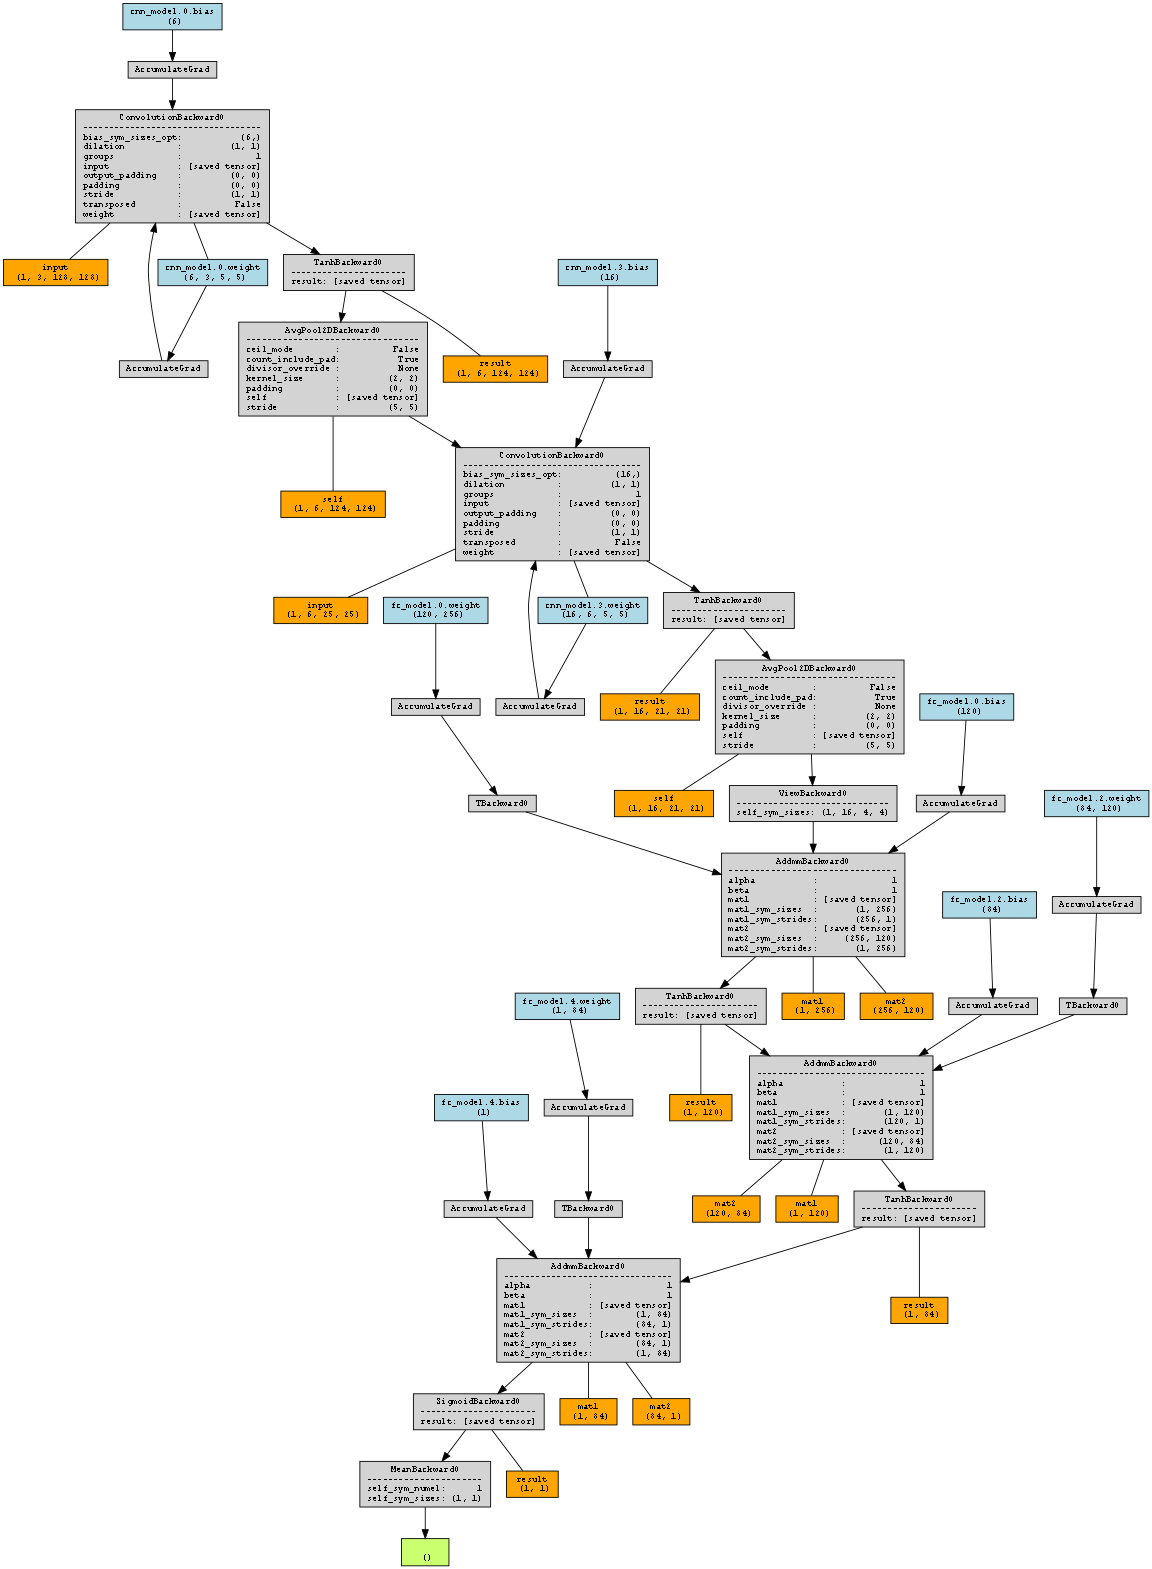 cnn_model.0.bias
(6)
AccumulateGrad
ConvolutionBackward0
------------------------------------
bias_sym_sizes_opt: (6,)
dilation : (1, 1)
groups : 1
input : [saved tensor]
output_padding : (0, 0)
padding : (0, 0)
stride : (1, 1)
transposed : False
weight : [saved tensor]
input
(1, 3, 128, 128)
cnn_model.0.weight
(6, 3, 5, 5)
TanhBackward0
-----------------------
result: [saved tensor]
cnn_model.3.bias
(16)
AccumulateGrad
AvgPool2DBackward0
-----------------------------------
ceil_mode : False
count_include_pad: True
divisor_override : None
kernel_size : (2, 2)
padding : (0, 0)
self : [saved tensor]
stride : (5, 5)
result
(1, 6, 124, 124)
AccumulateGrad
ConvolutionBackward0
------------------------------------
bias_sym_sizes_opt: (16,)
dilation : (1, 1)
groups : 1
input : [saved tensor]
output_padding : (0, 0)
padding : (0, 0)
stride : (1, 1)
transposed : False
weight : [saved tensor]
self
(1, 6, 124, 124)
input
(1, 6, 25, 25)
fc_model.0.weight
(120, 256)
cnn_model.3.weight
(16, 6, 5, 5)
TanhBackward0
-----------------------
result: [saved tensor]
AccumulateGrad
AccumulateGrad
result
(1, 16, 21, 21)
AvgPool2DBackward0
-----------------------------------
ceil_mode : False
count_include_pad: True
divisor_override : None
kernel_size : (2, 2)
padding : (0, 0)
self : [saved tensor]
stride : (5, 5)
fc_model.0.bias
(120)
TBackward0
self
(1, 16, 21, 21)
ViewBackward0
------------------------------
self_sym_sizes: (1, 16, 4, 4)
AccumulateGrad
fc_model.2.weight
(84, 120)
AddmmBackward0
----------------------------------
alpha : 1
beta : 1
mat1 : [saved tensor]
mat1_sym_sizes : (1, 256)
mat1_sym_strides: (256, 1)
mat2 : [saved tensor]
mat2_sym_sizes : (256, 120)
mat2_sym_strides: (1, 256)
fc_model.2.bias
(84)
AccumulateGrad
fc_model.4.weight
(1, 84)
TanhBackward0
-----------------------
result: [saved tensor]
mat1
(1, 256)
mat2
(256, 120)
AccumulateGrad
TBackward0
fc_model.4.bias
(1)
AccumulateGrad
result
(1, 120)
AddmmBackward0
----------------------------------
alpha : 1
beta : 1
mat1 : [saved tensor]
mat1_sym_sizes : (1, 120)
mat1_sym_strides: (120, 1)
mat2 : [saved tensor]
mat2_sym_sizes : (120, 84)
mat2_sym_strides: (1, 120)
AccumulateGrad
TBackward0
mat2
(120, 84)
mat1
(1, 120)
TanhBackward0
-----------------------
result: [saved tensor]
AddmmBackward0
----------------------------------
alpha : 1
beta : 1
mat1 : [saved tensor]
mat1_sym_sizes : (1, 84)
mat1_sym_strides: (84, 1)
mat2 : [saved tensor]
mat2_sym_sizes : (84, 1)
mat2_sym_strides: (1, 84)
result
(1, 84)
SigmoidBackward0
-----------------------
result: [saved tensor]
mat1
(1, 84)
mat2
(84, 1)
MeanBackward0
-----------------------
self_sym_numel: 1
self_sym_sizes: (1, 1)
result
(1, 1)
()